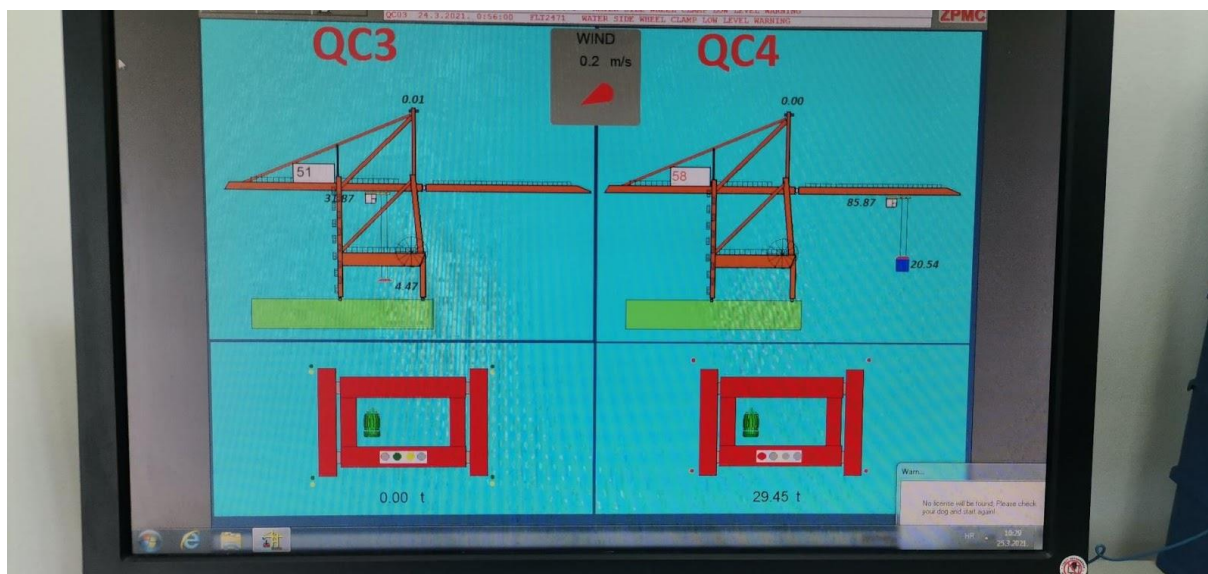 QC03 24.3.2021. 0:56:00 FLT2471 WATER SIDE WHEEL CLAMP LOW LEVEL WARNING
ZPMC
QC3
WIND
0.2 m/s
QC4
0.01
0.00
51
58
31.87
85.87
4.47
20.54
0.00 t
29.45 t
Warn...
No license will be found. Please check
your dog and start again!
HR
10:20
25.3.2021.